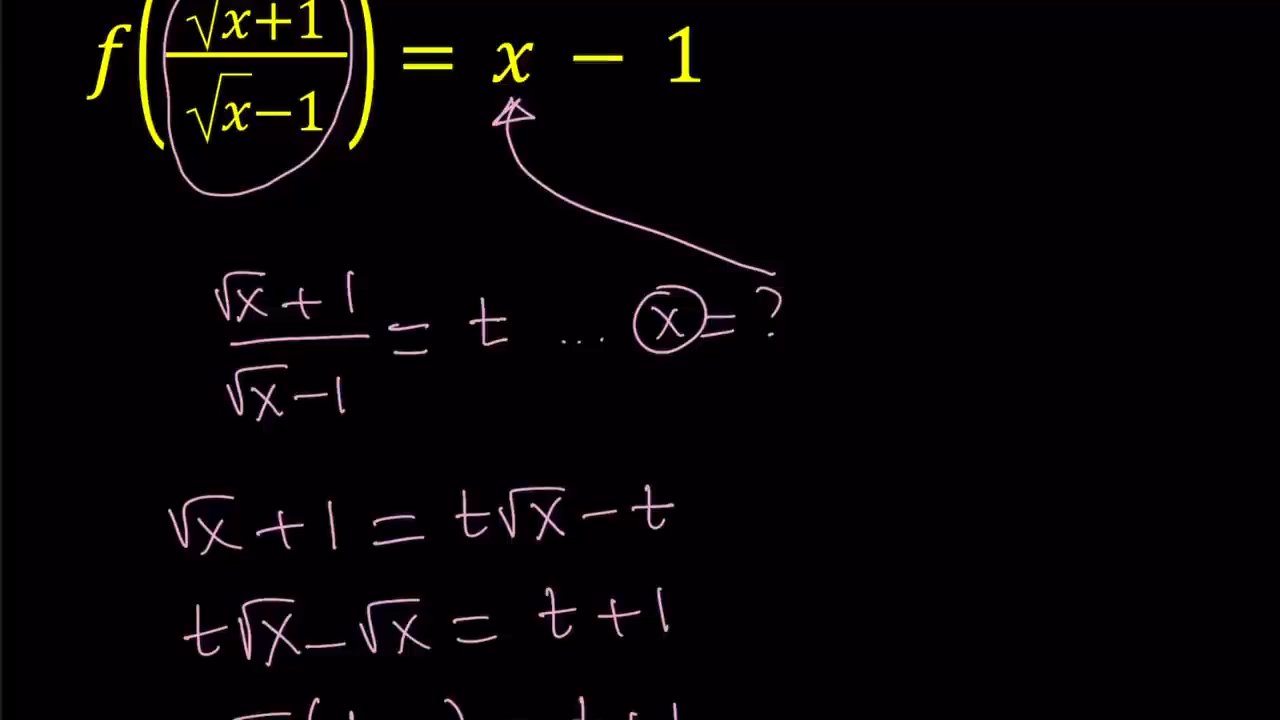 f(√x+1 / √x−1) = x − 1
√x + 1 / √x − 1 = t ... x = ?
√x + 1 = t√x − t
t√x − √x = t + 1